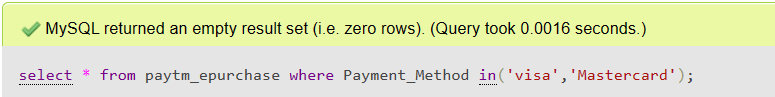 MySQL returned an empty result set (i.e. zero rows). (Query took 0.0016 seconds.)
select * from paytm_epurchase where Payment_Method in('visa','Mastercard');